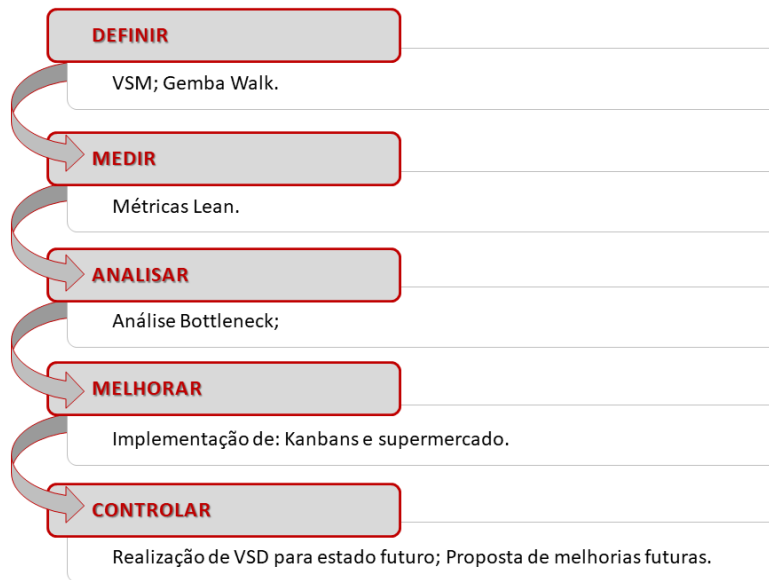 DEFINIR
VSM; Gemba Walk.
MEDIR
Métricas Lean.
ANALISAR
Análise Bottleneck;
MELHORAR
Implementação de: Kanbans e supermercado.
CONTROLAR
Realização de VSD para estado futuro; Proposta de melhorias futuras.